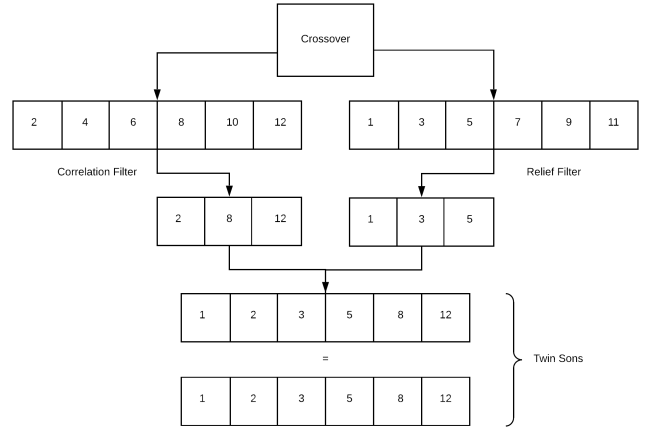 Crossover
2 4 6 8 10 12
1 3 5 7 9 11
Correlation Filter
Relief Filter
2 8 12
1 3 5
1 2 3 5 8 12
=
Twin Sons
1 2 3 5 8 12